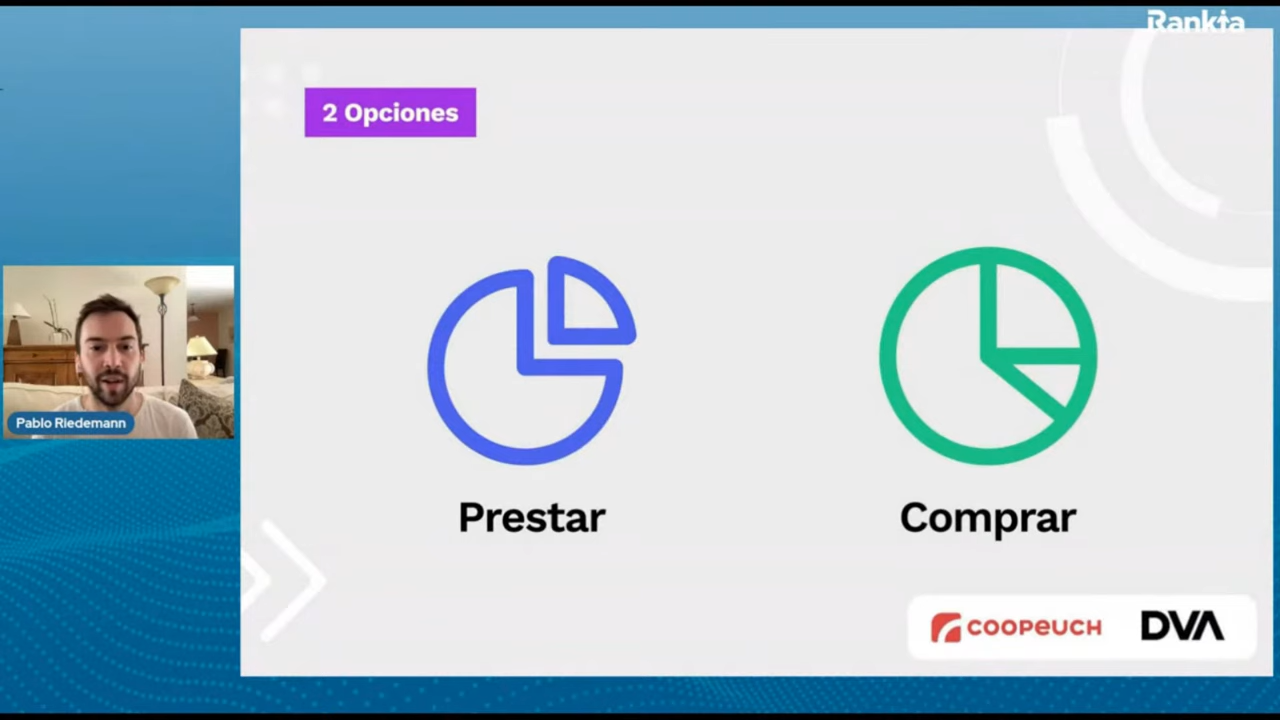 Rankia
2 Opciones
Prestar
Comprar
Pablo Riedemann
COOPEUCH
DVA